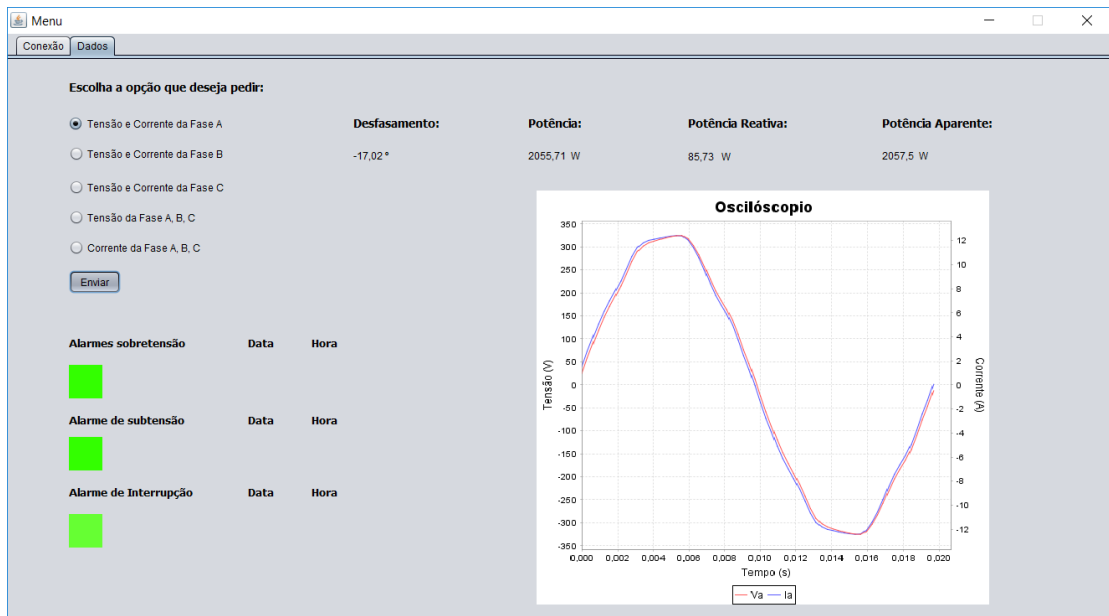 Menu
Conexão Dados
Escolha a opção que deseja pedir:
Tensão e Corrente da Fase A
Tensão e Corrente da Fase B
Tensão e Corrente da Fase C
Tensão da Fase A, B, C
Corrente da Fase A, B, C
Enviar
Desfasamento: Potência: Potência Reativa: Potência Aparente:
-17,02 º 2055,71 W 85,73 W 2057,5 W
Alarmes sobretensão Data Hora
Alarme de subtensão Data Hora
Alarme de Interrupção Data Hora
Oscilóscopio
350
300
250
200
150
100
50
0
-50
-100
-150
-200
-250
-300
-350
Tensão (V)
12
10
8
6
4
2
0
-2
-4
-6
-8
-10
-12
Corrente (A)
0,000 0,002 0,004 0,006 0,008 0,010 0,012 0,014 0,016 0,018 0,020
Tempo (s)
Va Ia